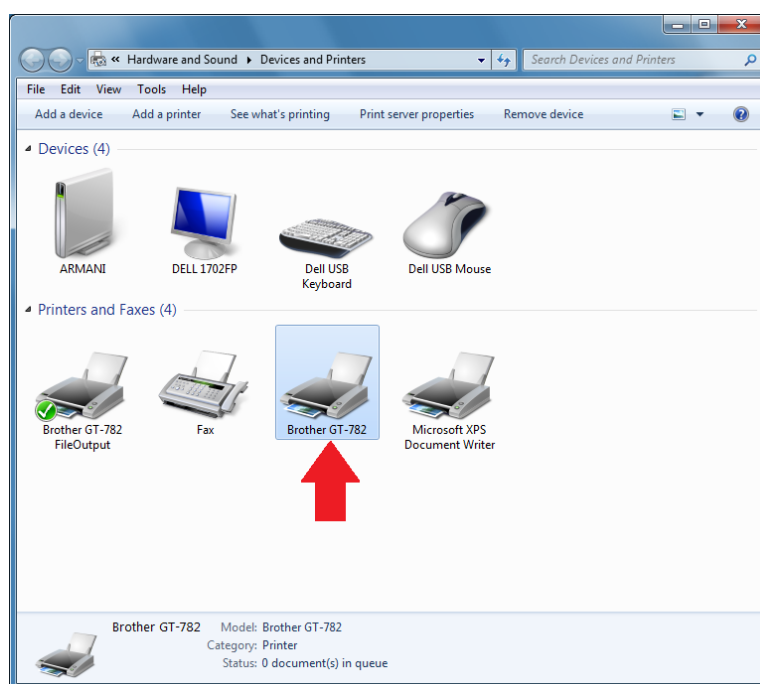 « Hardware and Sound ▸ Devices and Printers
Search Devices and Printers
File Edit View Tools Help
Add a device Add a printer See what's printing Print server properties Remove device
Devices (4)
ARMANI
DELL 1702FP
Dell USB
Keyboard
Dell USB Mouse
Printers and Faxes (4)
Brother GT-782
FileOutput
Fax
Brother GT-782
Microsoft XPS
Document Writer
Brother GT-782 Model: Brother GT-782
Category: Printer
Status: 0 document(s) in queue